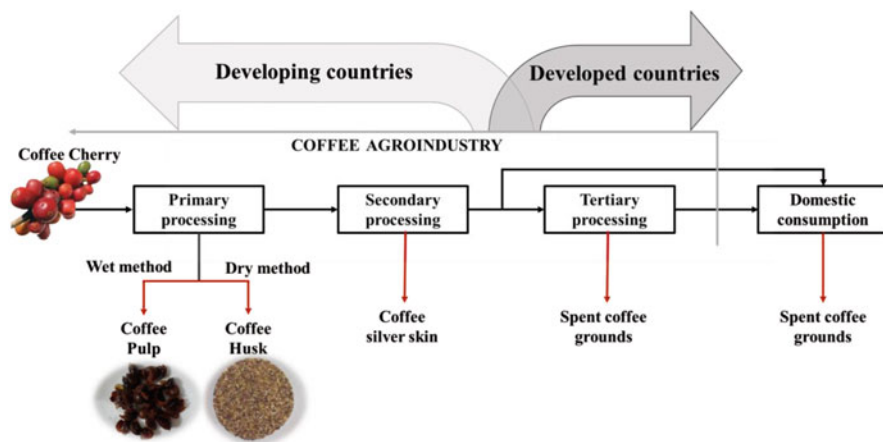 Developing countries
Developed countries
COFFEE AGROINDUSTRY
Coffee Cherry
Primary
processing
Secondary
processing
Tertiary
processing
Domestic
consumption
Wet method
Dry method
Coffee
Pulp
Coffee
Husk
Coffee
silver skin
Spent coffee
grounds
Spent coffee
grounds